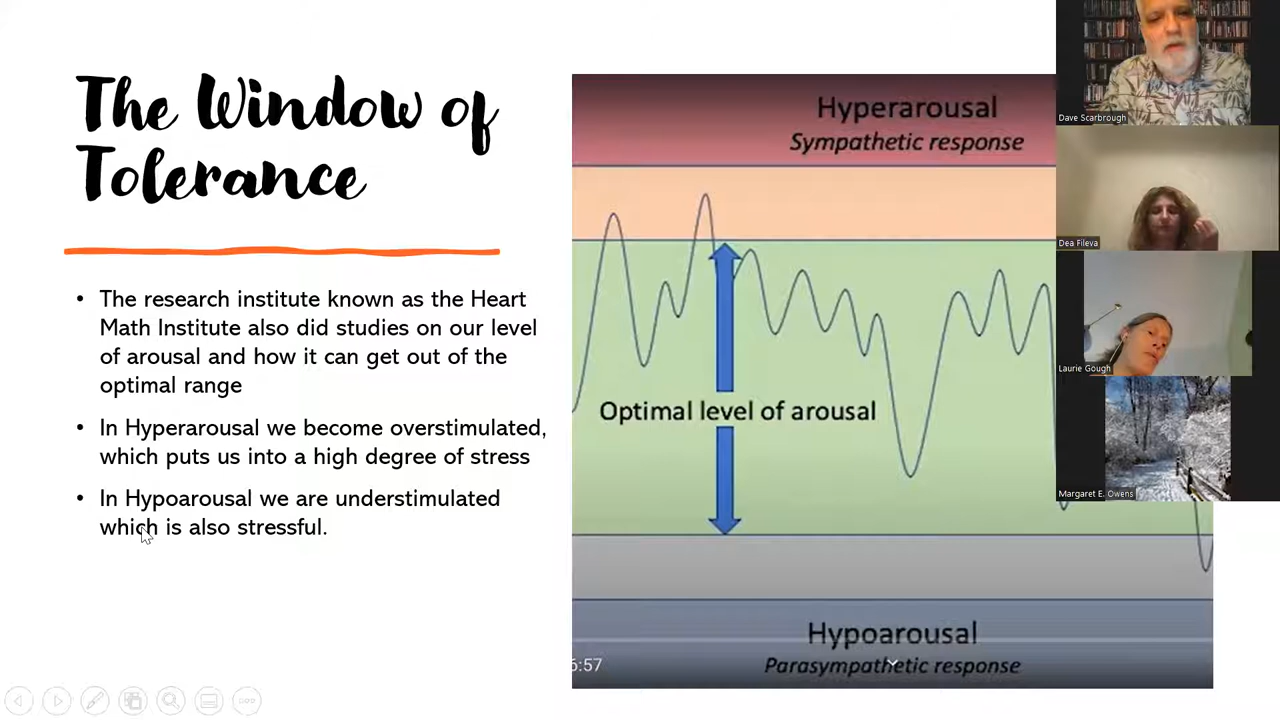 The Window of
Tolerance
• The research institute known as the Heart
Math Institute also did studies on our level
of arousal and how it can get out of the
optimal range
• In Hyperarousal we become overstimulated,
which puts us into a high degree of stress
• In Hypoarousal we are understimulated
which is also stressful.
Hyperarousal
Sympathetic response
Optimal level of arousal
Hypoarousal
Parasympathetic response
6:57
Dave Scarbrough
Dea Fileva
Laurie Gough
Margaret E. Owens